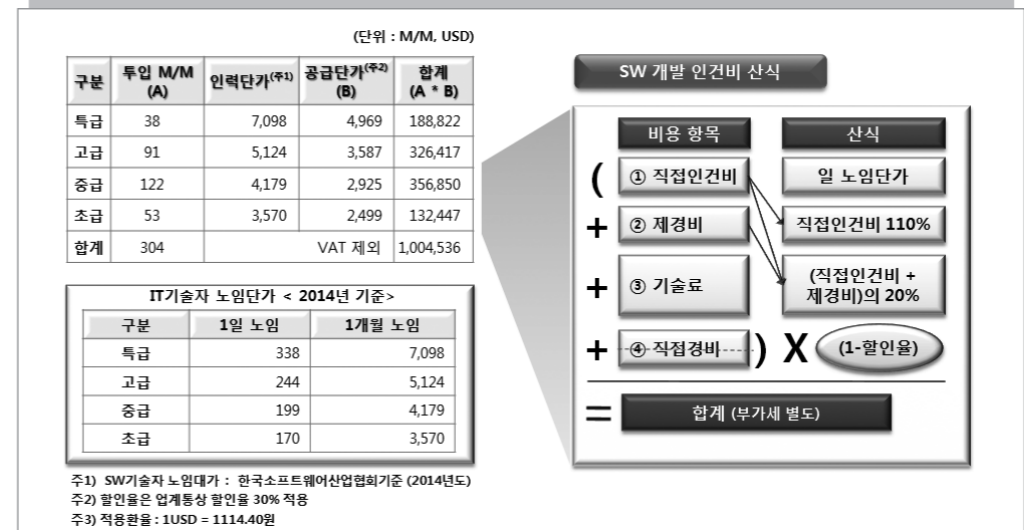 (단위 : M/M, USD)
구분 투입 M/M (A) 인력단가(주1) 공급단가(주2) (B) 합계 (A * B)
특급 38 7,098 4,969 188,822
고급 91 5,124 3,587 326,417
중급 122 4,179 2,925 356,850
초급 53 3,570 2,499 132,447
합계 304 VAT 제외 1,004,536
IT기술자 노임단가 < 2014년 기준>
구분 1일 노임 1개월 노임
특급 338 7,098
고급 244 5,124
중급 199 4,179
초급 170 3,570
주1) SW기술자 노임대가 : 한국소프트웨어산업협회기준 (2014년도)
주2) 할인율은 업계통상 할인율 30% 적용
주3) 적용환율 : 1USD = 1114.40원
SW 개발 인건비 산식
비용 항목 산식
( ① 직접인건비 일 노임단가
+ ② 제경비 직접인건비 110%
+ ③ 기술료 (직접인건비 +
제경비)의 20%
+ ④ 직접경비 ) X (1-할인율)
= 합계 (부가세 별도)